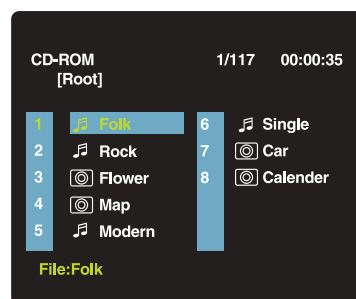 CD-ROM 1/117 00:00:35
[Root]
1 Folk 6 Single
2 Rock 7 Car
3 Flower 8 Calender
4 Map
5 Modern
File:Folk